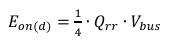 E_on(d) = 1/4 · Q_rr · V_bus